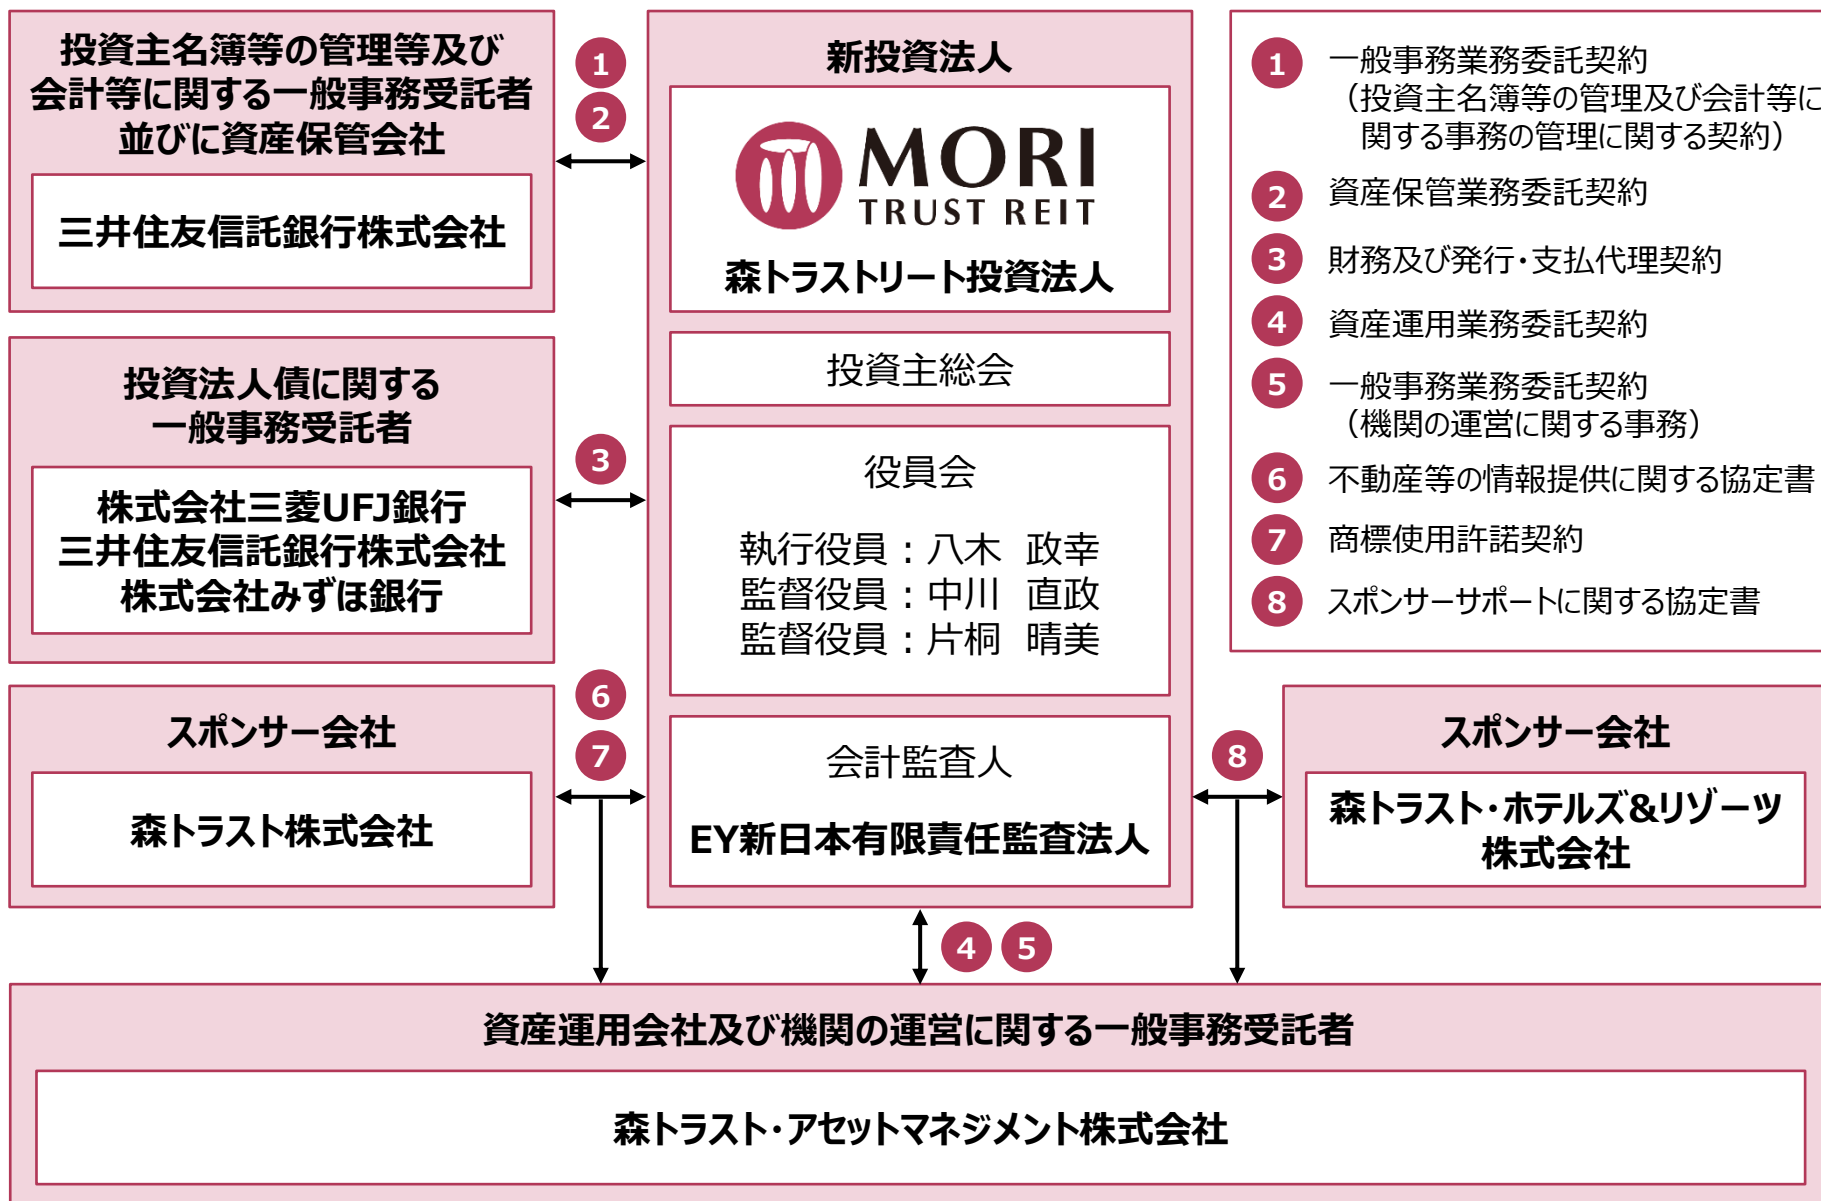 投資主名簿等の管理等及び
会計等に関する一般事務受託者
並びに資産保管会社
三井住友信託銀行株式会社
1
2
新投資法人
MORI
TRUST REIT
森トラストリート投資法人
投資主総会
役員会
執行役員：八木 政幸
監督役員：中川 直政
監督役員：片桐 晴美
会計監査人
EY新日本有限責任監査法人
1 一般事務業務委託契約
（投資主名簿等の管理及び会計等に
関する事務の管理に関する契約）
2 資産保管業務委託契約
3 財務及び発行・支払代理契約
4 資産運用業務委託契約
5 一般事務業務委託契約
（機関の運営に関する事務）
6 不動産等の情報提供に関する協定書
7 商標使用許諾契約
8 スポンサーサポートに関する協定書
投資法人債に関する
一般事務受託者
株式会社三菱UFJ銀行
三井住友信託銀行株式会社
株式会社みずほ銀行
3
スポンサー会社
森トラスト株式会社
6
7
8
スポンサー会社
森トラスト・ホテルズ&リゾーツ
株式会社
4 5
資産運用会社及び機関の運営に関する一般事務受託者
森トラスト・アセットマネジメント株式会社